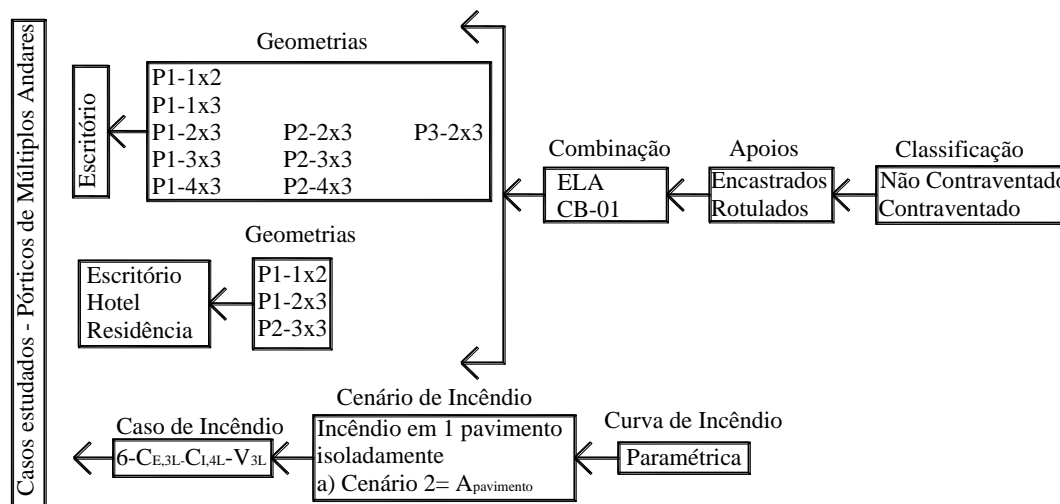 Casos estudados - Pórticos de Múltiplos Andares
Geometrias
Escritório
P1-1x2
P1-1x3
P1-2x3 P2-2x3 P3-2x3
P1-3x3 P2-3x3
P1-4x3 P2-4x3
Combinação
ELA
CB-01
Apoios
Encastrados
Rotulados
Classificação
Não Contraventado
Contraventado
Geometrias
Escritório
Hotel
Residência
P1-1x2
P1-2x3
P2-3x3
Caso de Incêndio
6-CE,3L-CI,4L-V3L
Cenário de Incêndio
Incêndio em 1 pavimento
isoladamente
a) Cenário 2= Apavimento
Curva de Incêndio
Paramétrica